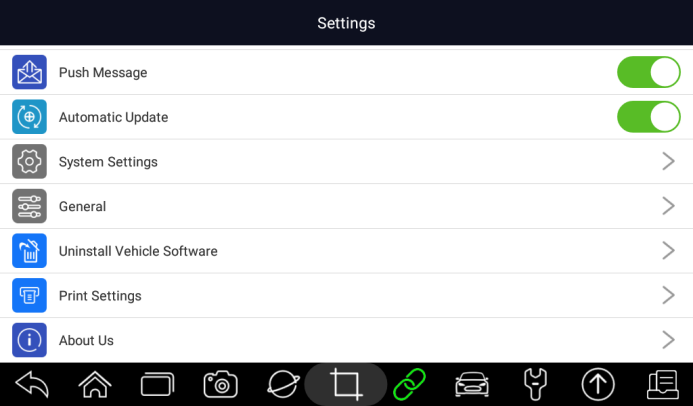 Settings
Push Message
Automatic Update
System Settings
General
Uninstall Vehicle Software
Print Settings
About Us